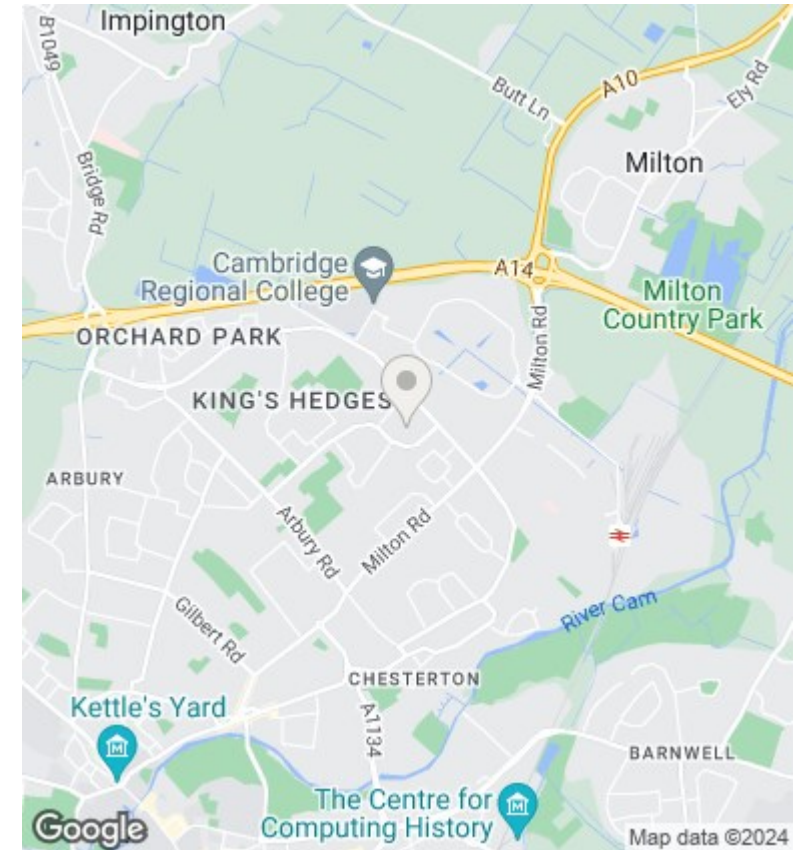 Impington
B1049
Butt Ln
A10
Ely Rd
Milton
Bridge Rd
Cambridge
Regional College
A14
Milton
Country Park
ORCHARD PARK
Milton Rd
KING'S HEDGES
ARBURY
Arbury Rd
Milton Rd
Gilbert Rd
River Cam
CHESTERTON
Kettle's Yard
A1134
BARNWELL
The Centre for
Computing History
Google
Map data ©2024